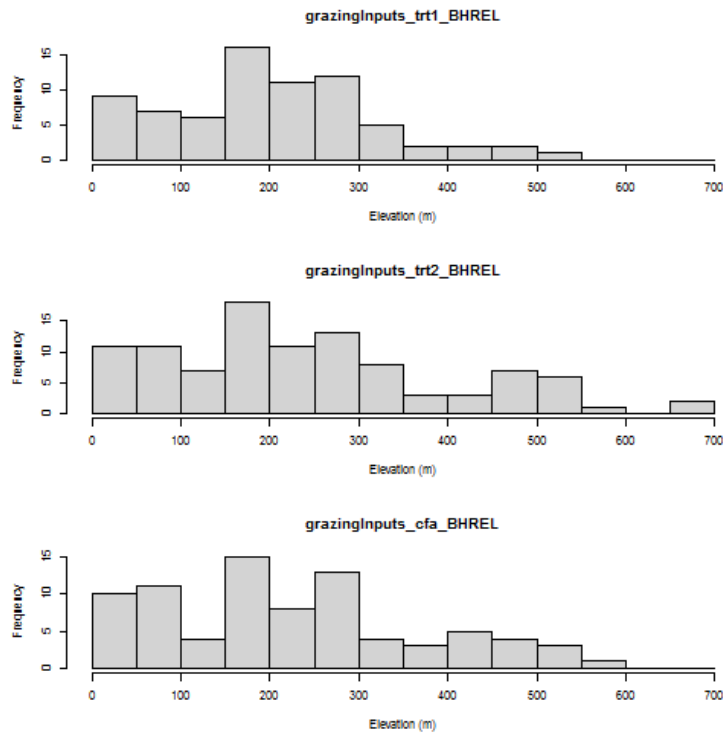 grazingInputs_trt1_BHREL
15
10
5
0
Frequency
0 100 200 300 400 500 600 700
Elevation (m)
grazingInputs_trt2_BHREL
15
10
5
0
Frequency
0 100 200 300 400 500 600 700
Elevation (m)
grazingInputs_cfa_BHREL
15
10
5
0
Frequency
0 100 200 300 400 500 600 700
Elevation (m)